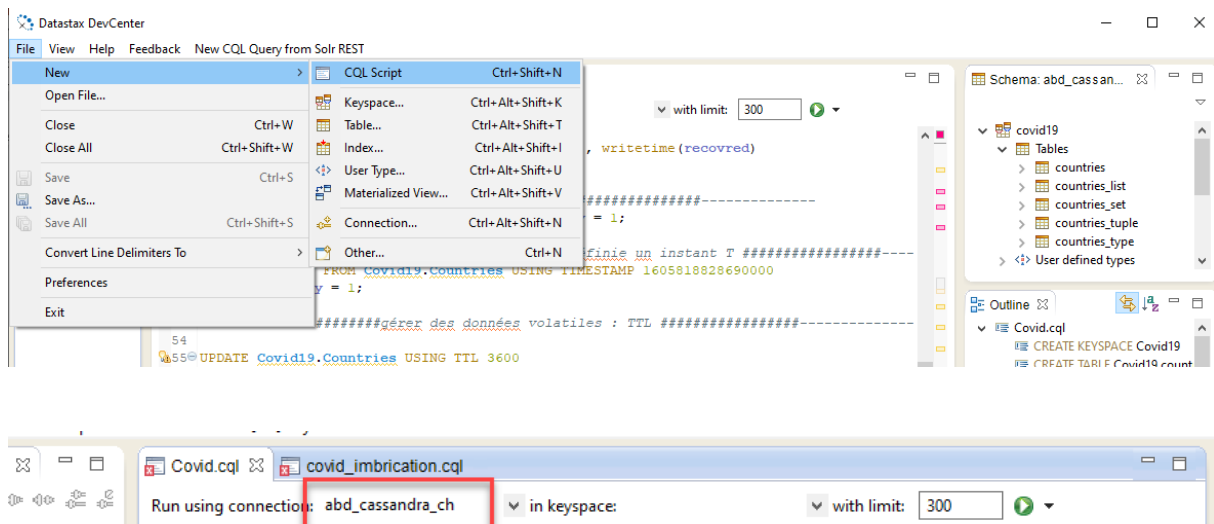 Datastax DevCenter
File View Help Feedback New CQL Query from Solr REST
New > CQL Script Ctrl+Shift+N
Open File...
Keyspace... Ctrl+Alt+Shift+K
Close Ctrl+W
Table... Ctrl+Alt+Shift+T
Close All Ctrl+Shift+W
Index... Ctrl+Alt+Shift+I
Save Ctrl+S
User Type... Ctrl+Alt+Shift+U
Save As...
Materialized View... Ctrl+Alt+Shift+V
Save All Ctrl+Shift+S
Connection... Ctrl+Alt+Shift+N
Convert Line Delimiters To >
Other... Ctrl+N
Preferences
Exit
with limit: 300
, writetime(recovred)
##############--------------
= 1;
éfinie un instant T #################----
FROM Covid19.Countries USING TIMESTAMP 1605818828690000
y = 1;
########gérer des données volatiles : TTL #################--------------
54
55 UPDATE Covid19.Countries USING TTL 3600
Schema: abd_cassan...
covid19
Tables
countries
countries_list
countries_set
countries_tuple
countries_type
User defined types
Outline
Covid.cql
CREATE KEYSPACE Covid19
CREATE TABLE Covid19.count
Covid.cql covid_imbrication.cql
Run using connection: abd_cassandra_ch in keyspace: with limit: 300